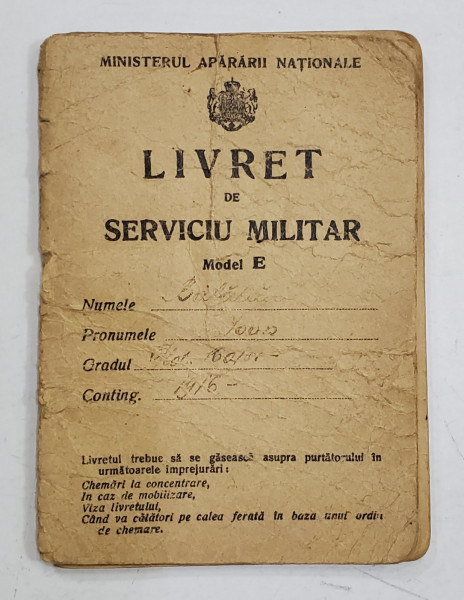 MINISTERUL APĂRĂRII NAȚIONALE
LIVRET
DE
SERVICIU MILITAR
Model E
Numele
Pronumele Ioan
Gradul
Conting. 1916 -
Livretul trebue să se găsească asupra purtătorului în
următoarele împrejurări:
Chemări la concentrare,
In caz de mobilizare,
Viza livretului,
Când va călători pe calea ferată în baza unui ordin
de chemare.